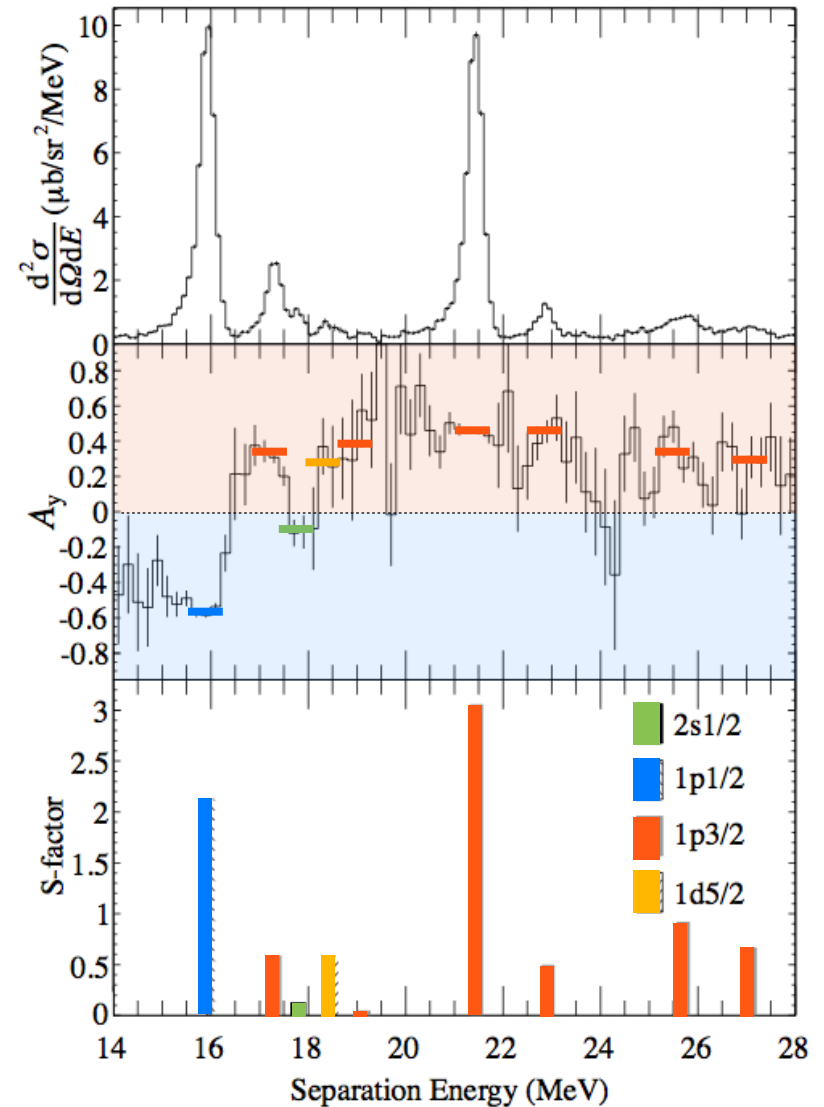 10
8
6
4
2
0
d²σ
dΩdE
(μb/sr²/MeV)
0.8
0.6
0.4
0.2
0
-0.2
-0.4
-0.6
-0.8
Ay
3
2.5
2
1.5
1
0.5
0
S-factor
2s1/2
1p1/2
1p3/2
1d5/2
14 16 18 20 22 24 26 28
Separation Energy (MeV)